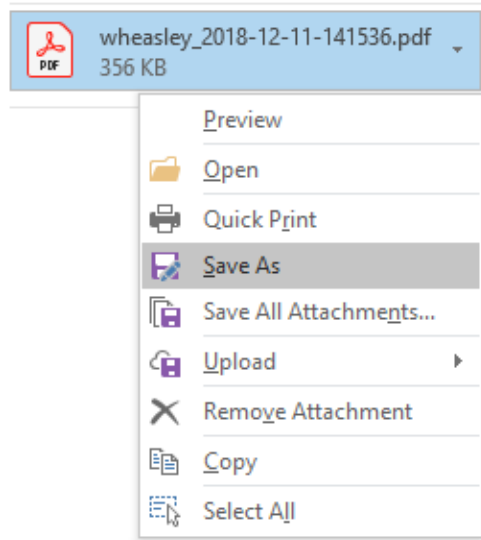 PDF
wheasley_2018-12-11-141536.pdf
356 KB
Preview
Open
Quick Print
Save As
Save All Attachments...
Upload
Remove Attachment
Copy
Select All